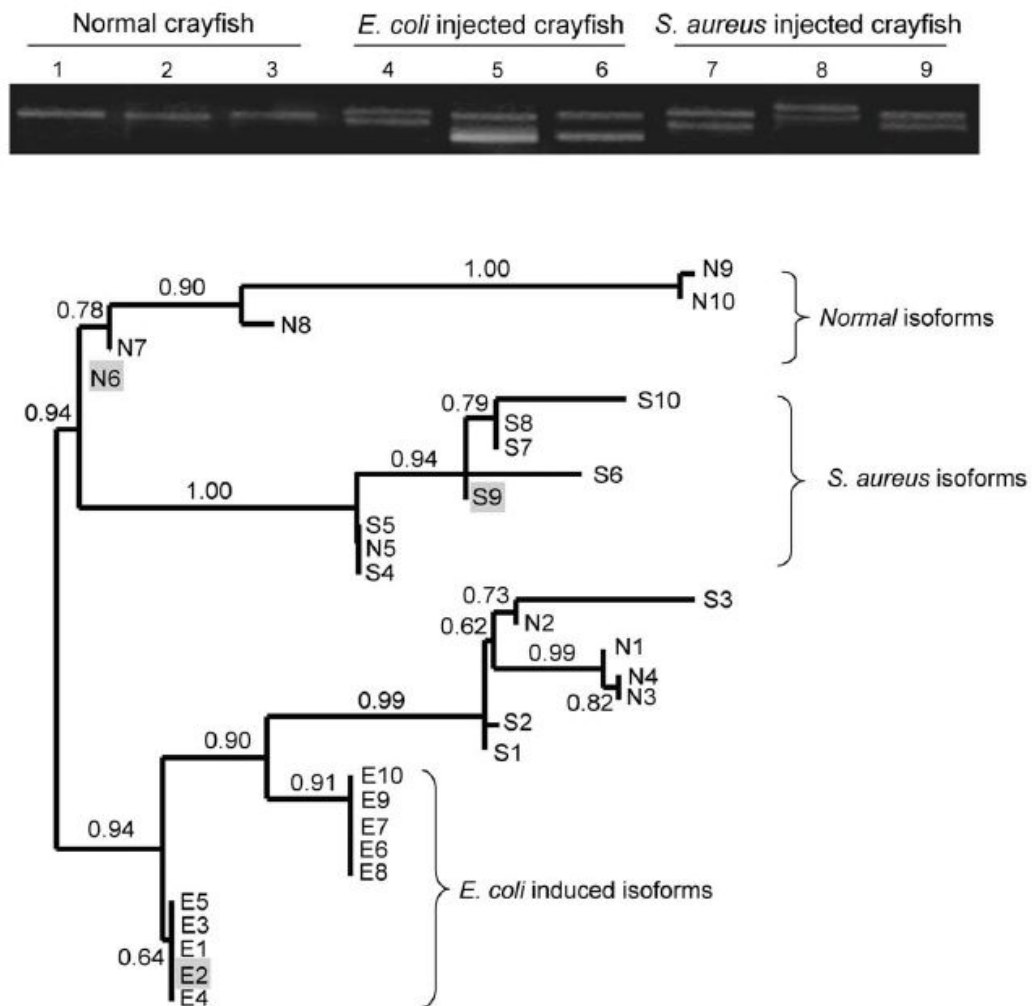 Normal crayfish E. coli injected crayfish S. aureus injected crayfish
1 2 3 4 5 6 7 8 9
1.00
N9
0.90
N10
0.78
N8
Normal isoforms
N7
N6
0.79
S10
0.94
S8
S7
0.94
S6
S9
S. aureus isoforms
1.00
S5
N5
S4
0.73
S3
0.62
N2
N1
0.99
N4
N3
0.82
0.99
S2
0.90
S1
E10
0.91
E9
E7
0.94
E6
E8
E. coli induced isoforms
E5
E3
E1
0.64
E2
E4